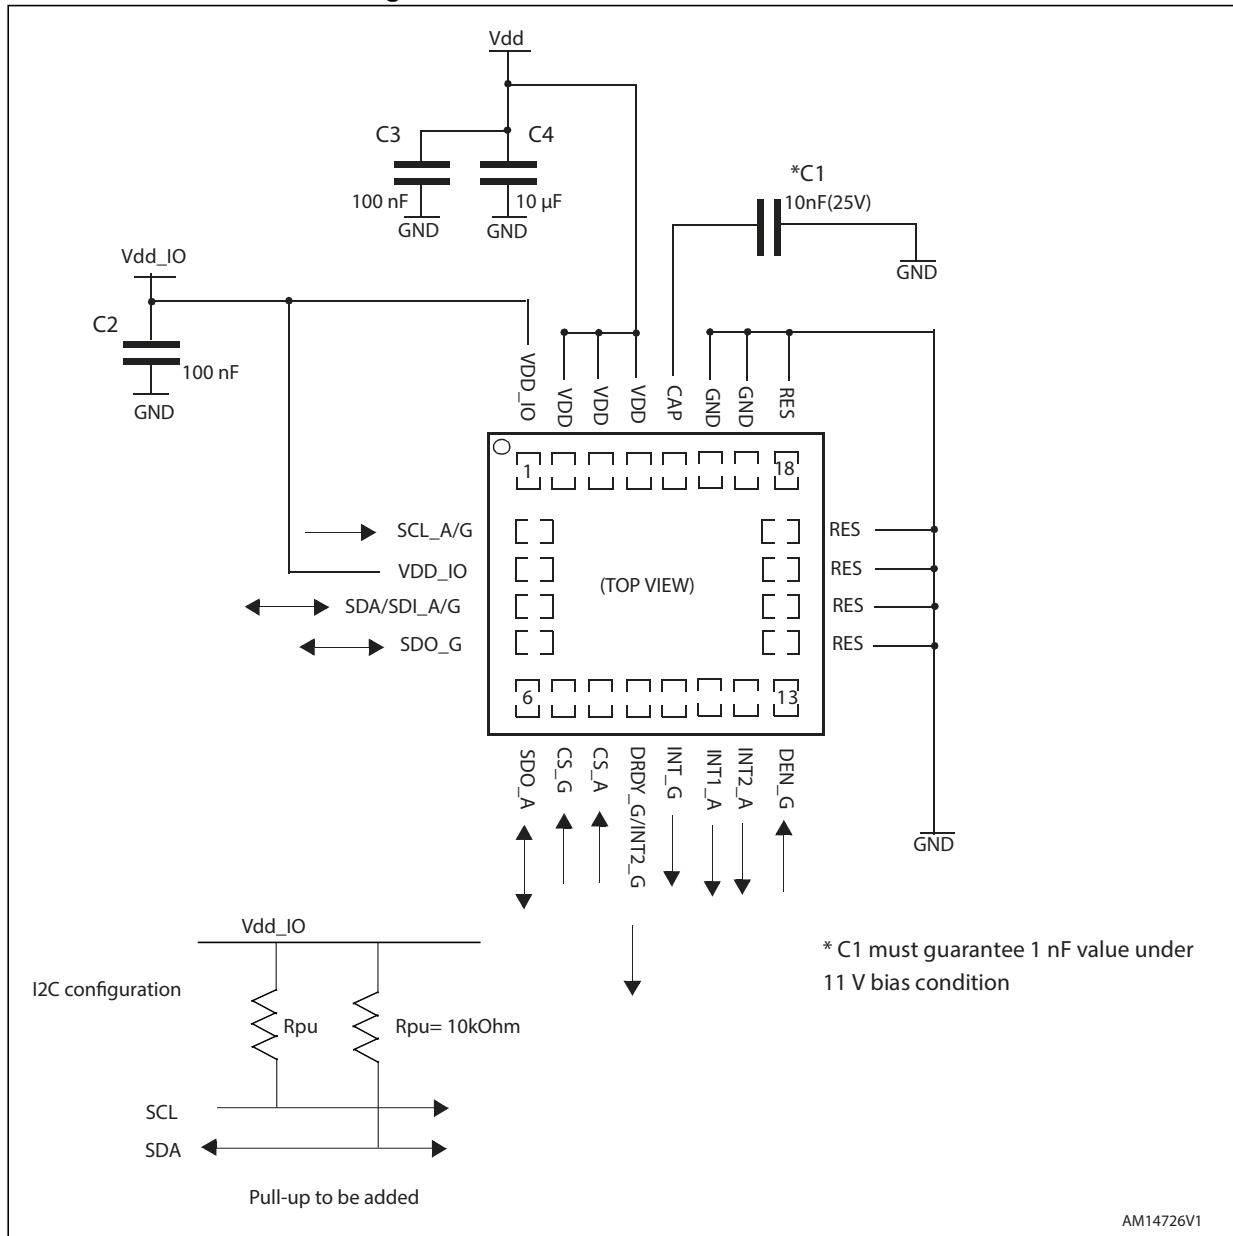 Vdd
C3
C4
100 nF
10 µF
GND
GND
*C1
10nF(25V)
GND
Vdd_IO
C2
100 nF
GND
VDD_IO
VDD
VDD
VDD
CAP
GND
GND
RES
1
18
SCL_A/G
VDD_IO
SDA/SDI_A/G
SDO_G
(TOP VIEW)
RES
RES
RES
RES
6
13
SDO_A
CS_G
CS_A
DRDY_G/INT2_G
INT_G
INT1_A
INT2_A
DEN_G
GND
Vdd_IO
I2C configuration
Rpu
Rpu= 10kOhm
SCL
SDA
Pull-up to be added
* C1 must guarantee 1 nF value under
11 V bias condition
AM14726V1